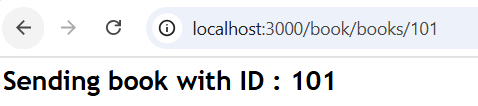 localhost:3000/book/books/101
Sending book with ID : 101